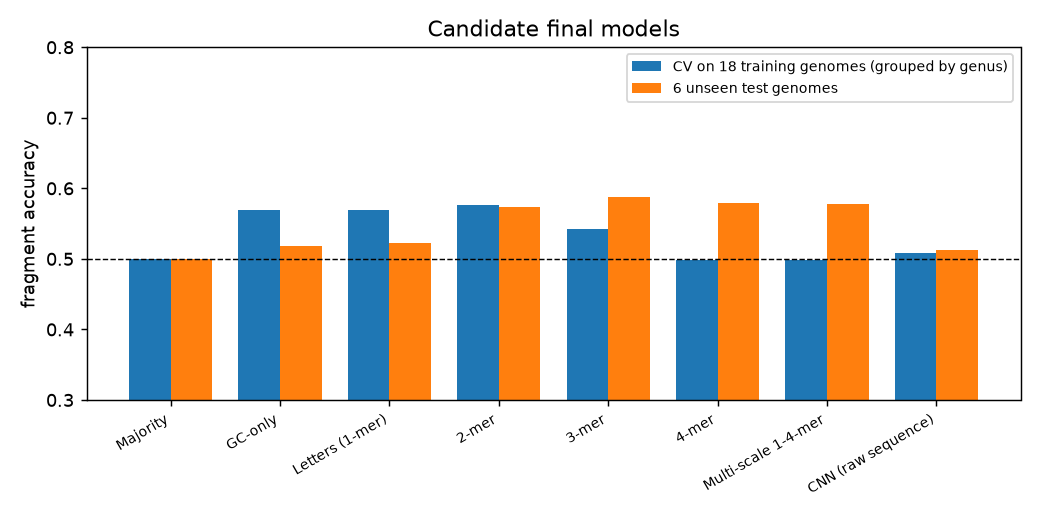 Candidate final models
CV on 18 training genomes (grouped by genus)
6 unseen test genomes
fragment accuracy
0.8
0.7
0.6
0.5
0.4
0.3
Majority
GC-only
Letters (1-mer)
2-mer
3-mer
4-mer
Multi-scale 1-4-mer
CNN (raw sequence)